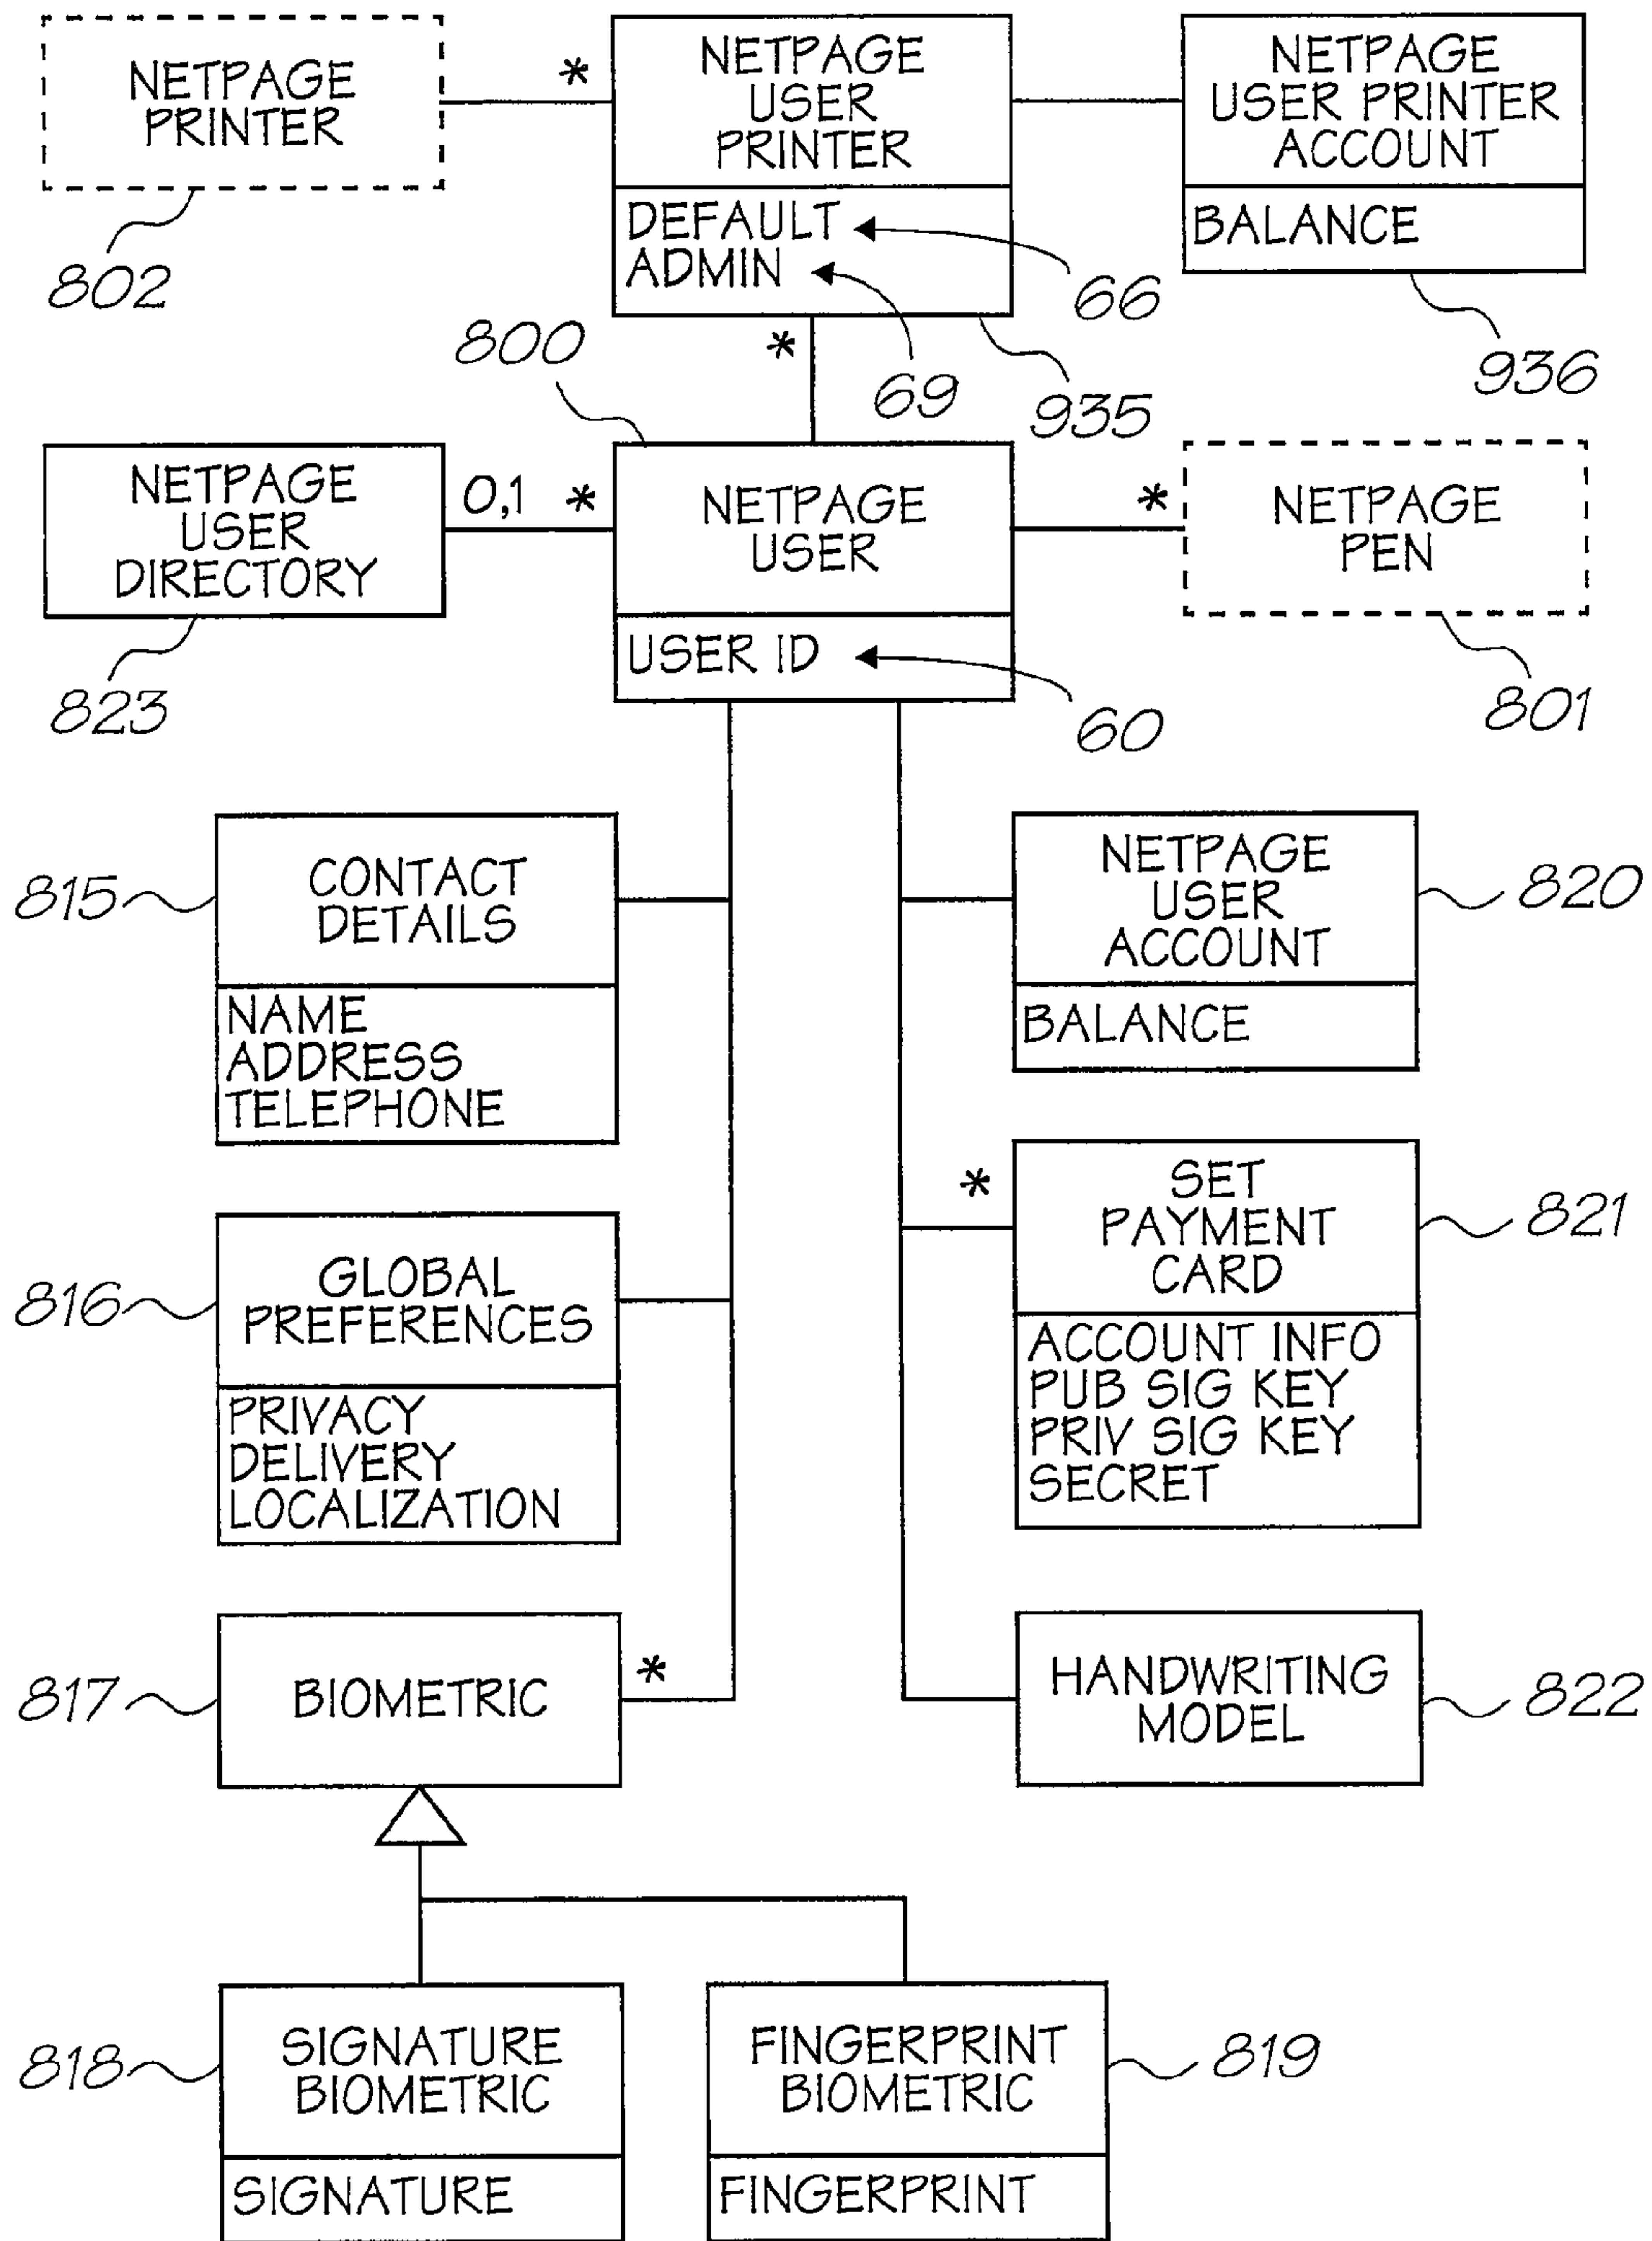 NETPAGE
PRINTER
802
*
NETPAGE
USER
PRINTER
DEFAULT
ADMIN
66
69
935
*
NETPAGE
USER PRINTER
ACCOUNT
BALANCE
936
800
NETPAGE
USER
DIRECTORY
823
0,1 *
NETPAGE
USER
USER ID
60
*
NETPAGE
PEN
801
815
CONTACT
DETAILS
NAME
ADDRESS
TELEPHONE
NETPAGE
USER
ACCOUNT
BALANCE
820
816
GLOBAL
PREFERENCES
PRIVACY
DELIVERY
LOCALIZATION
*
SET
PAYMENT
CARD
ACCOUNT INFO
PUB SIG KEY
PRIV SIG KEY
SECRET
821
817
BIOMETRIC
*
HANDWRITING
MODEL
822
818
SIGNATURE
BIOMETRIC
SIGNATURE
FINGERPRINT
BIOMETRIC
FINGERPRINT
819